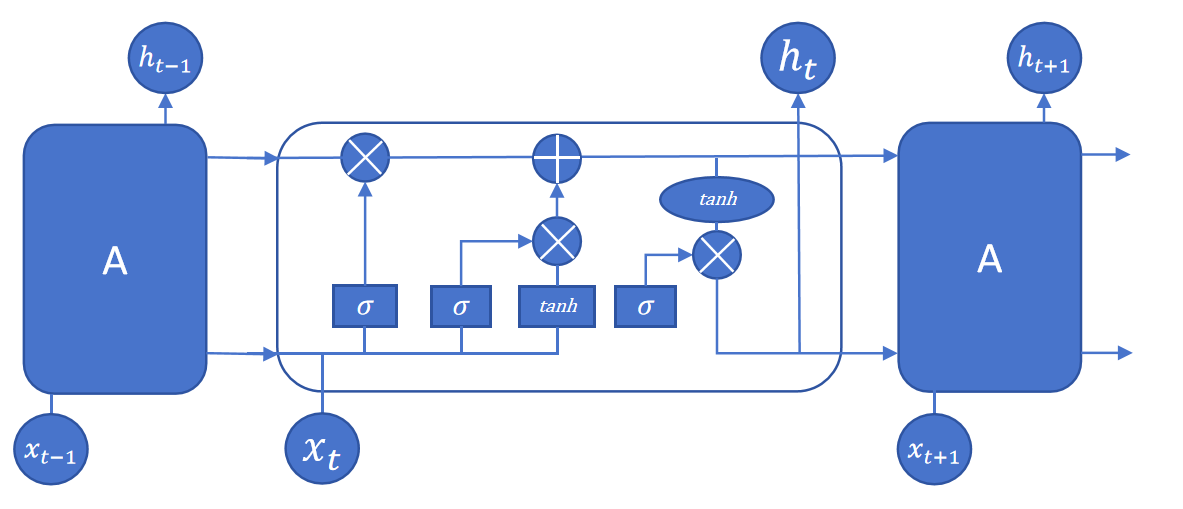 h_{t−1}
h_t
h_{t+1}
tanh
A
A
σ
σ
tanh
σ
x_{t−1}
x_t
x_{t+1}